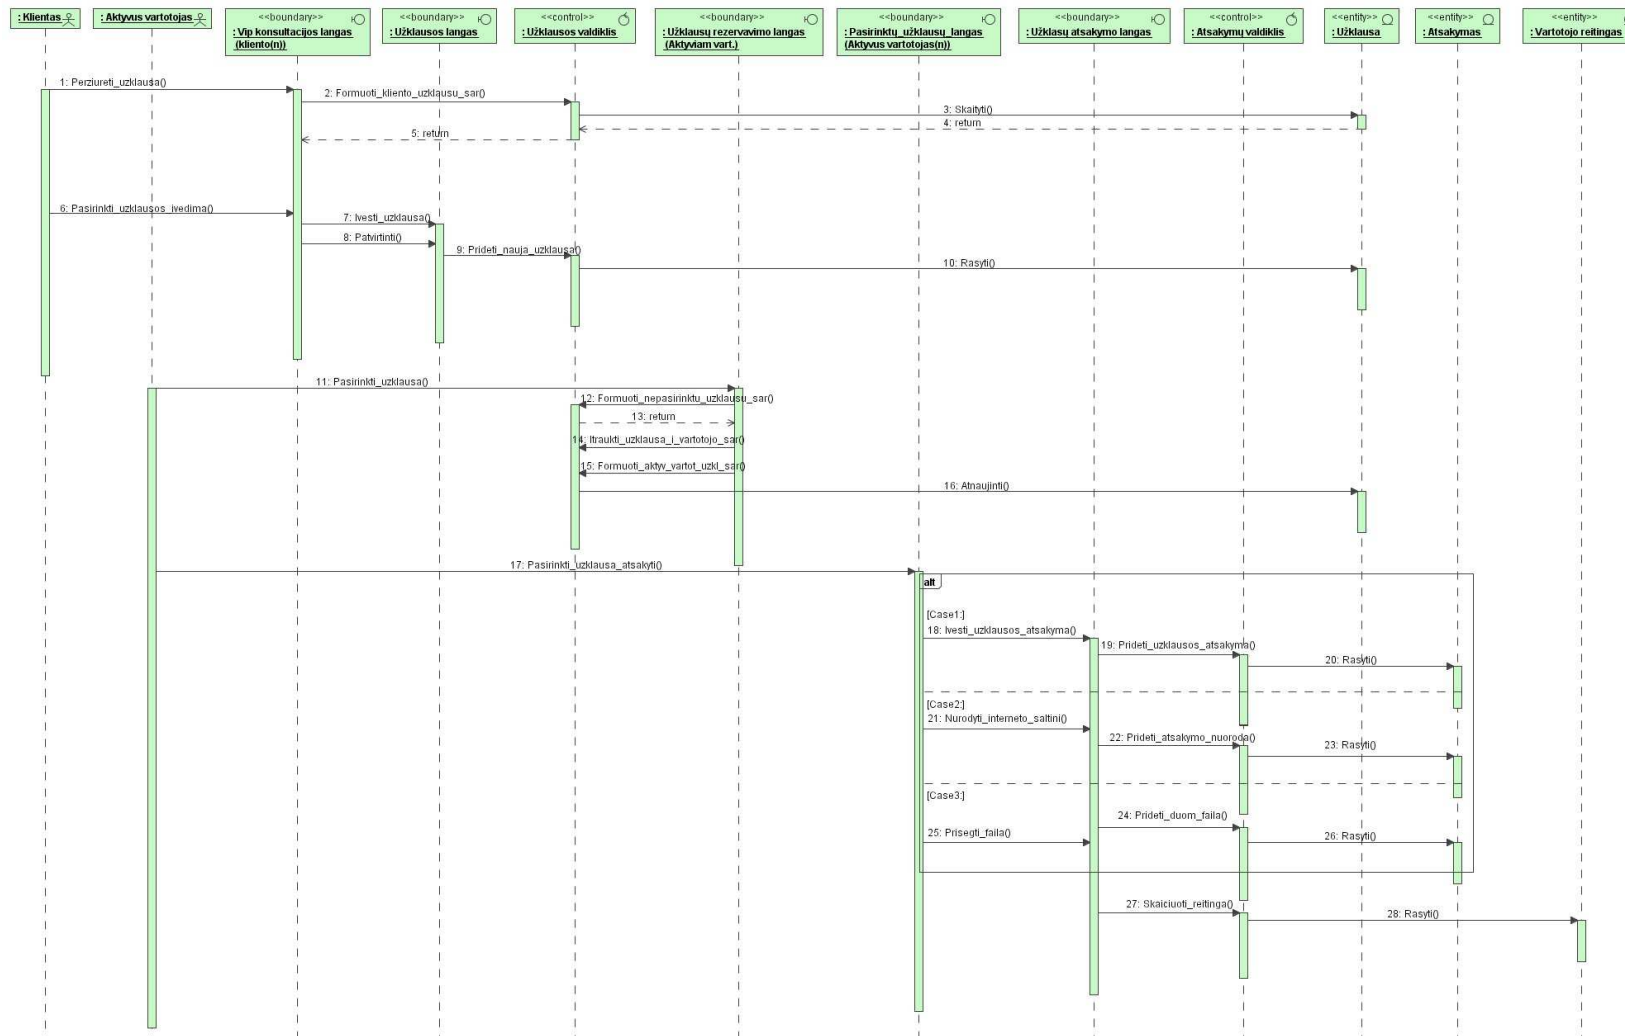 : Klientas
: Aktyvus vartotojas
<<boundary>>
: Vip konsultacijos langas
(kliento(n))
<<boundary>>
: Užklausos langas
<<control>>
: Užklausos valdiklis
<<boundary>>
: Užklausų rezervavimo langas
(Aktyviam vart.)
<<boundary>>
: Pasirinktų_užklausų_langas
(Aktyvus vartotojas(n))
<<boundary>>
: Užklasų atsakymo langas
<<control>>
: Atsakymų valdiklis
<<entity>>
: Užklausa
<<entity>>
: Atsakymas
<<entity>>
: Vartotojo reitingas
1: Perziureti_uzklausa()
2: Formuoti_kliento_uzklausu_sar()
3: Skaityti()
4: return
5: return
6: Pasirinkti_uzklausos_ivedima()
7: Ivesti_uzklausa()
8: Patvirtinti()
9: Prideti_nauja_uzklausa()
10: Rasyti()
11: Pasirinkti_uzklausa()
12: Formuoti_nepasirinktu_uzklausu_sar()
13: return
14: Itraukti_uzklausa_i_vartotojo_sar()
15: Formuoti_aktyv_vartot_uzkl_sar()
16: Atnaujinti()
17: Pasirinkti_uzklausa_atsakyti()
alt
[Case1:]
18: Ivesti_uzklausos_atsakyma()
19: Prideti_uzklausos_atsakyma()
20: Rasyti()
[Case2:]
21: Nurodyti_interneto_saltini()
22: Prideti_atsakymo_nuoroda()
23: Rasyti()
[Case3:]
24: Prideti_duom_faila()
25: Prisegti_faila()
26: Rasyti()
27: Skaiciuoti_reitinga()
28: Rasyti()